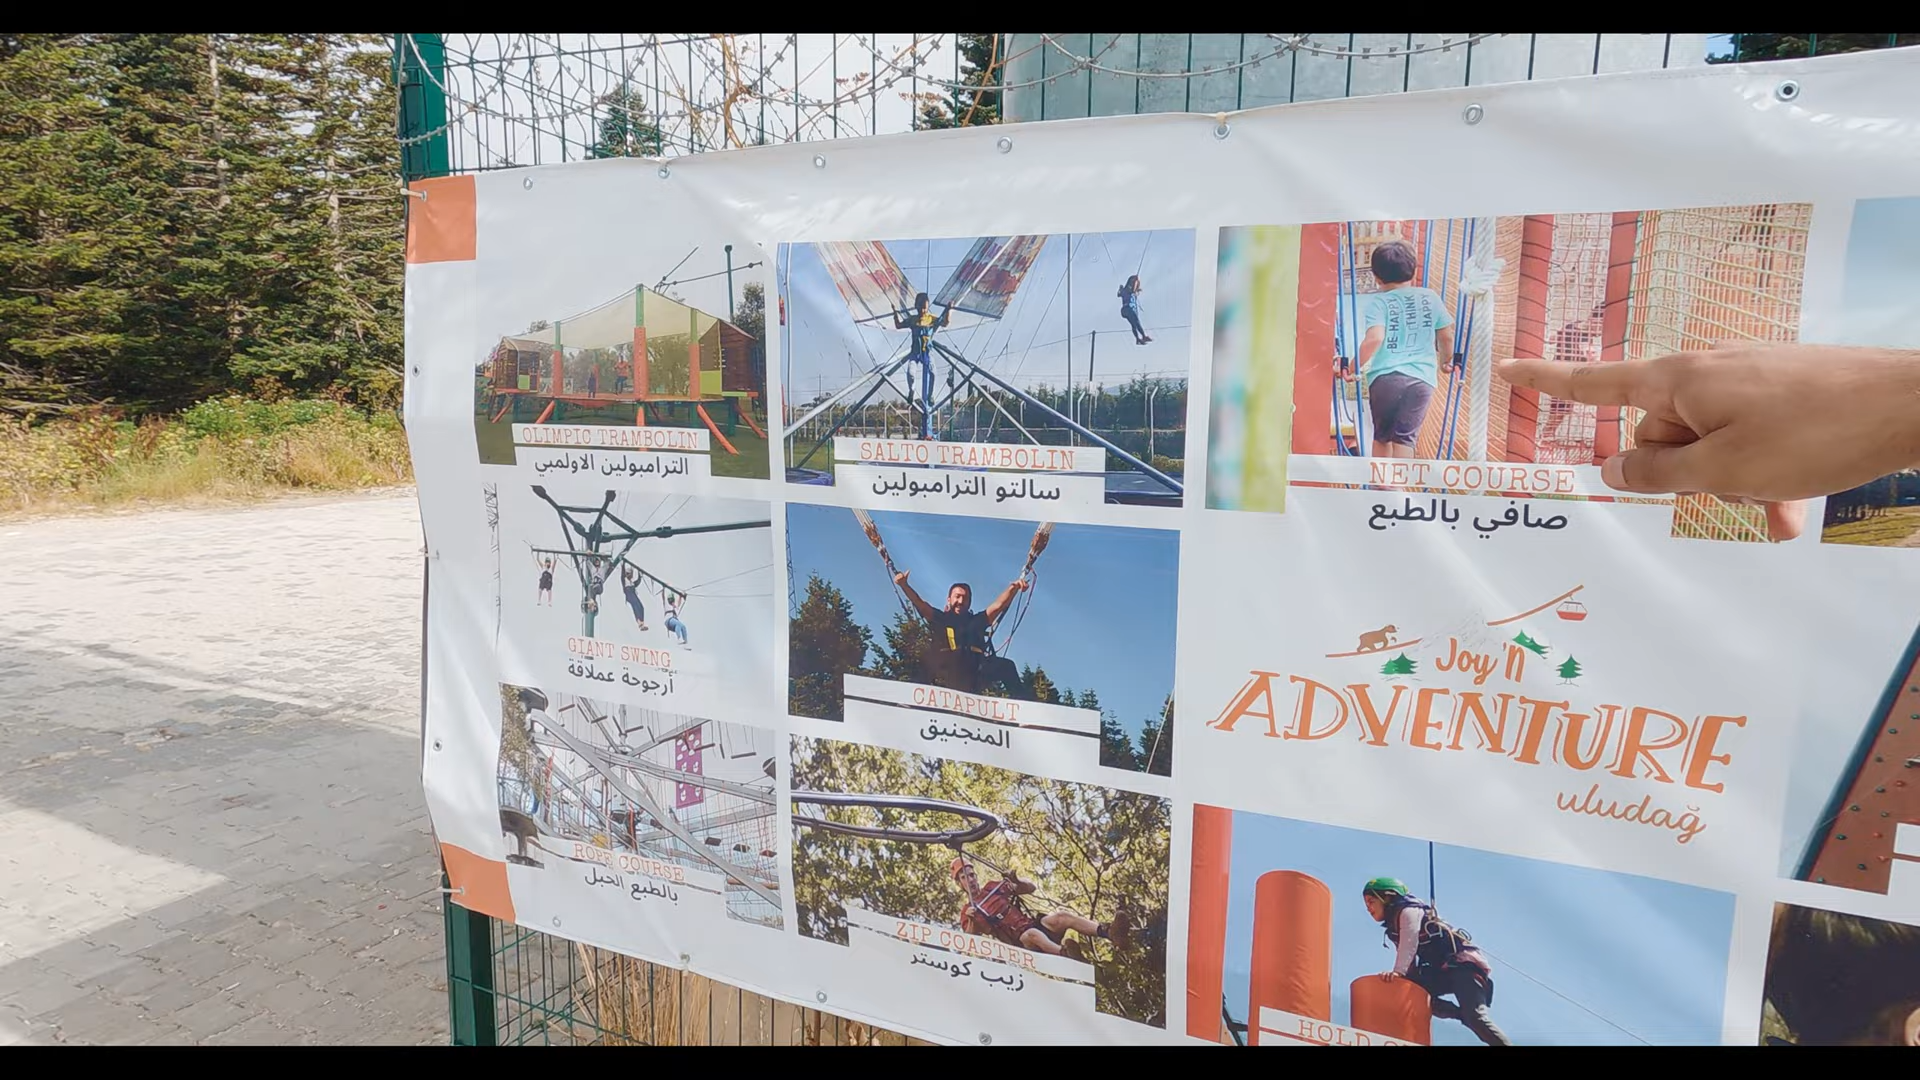 OLIMPIC TRAMBOLIN
الترامبولين الاولمبي
SALTO TRAMBOLIN
سالتو الترامبولين
BE·HAPPY
THINK
HAPPY
NET COURSE
صافي بالطبع
GIANT SWING
أرجوحة عملاقة
CATAPULT
المنجنيق
Joy'n
ADVENTURE
uludağ
ROPE COURSE
بالطبع الحبل
ZIP COASTER
زيب كوستر
HOLD